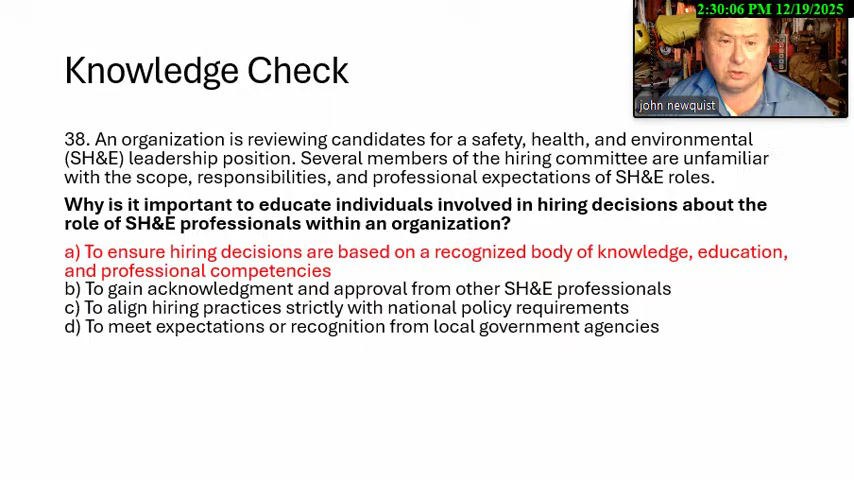 2:30:06 PM 12/19/2025
Knowledge Check
john newquist
38. An organization is reviewing candidates for a safety, health, and environmental
(SH&E) leadership position. Several members of the hiring committee are unfamiliar
with the scope, responsibilities, and professional expectations of SH&E roles.
Why is it important to educate individuals involved in hiring decisions about the
role of SH&E professionals within an organization?
a) To ensure hiring decisions are based on a recognized body of knowledge, education,
and professional competencies
b) To gain acknowledgment and approval from other SH&E professionals
c) To align hiring practices strictly with national policy requirements
d) To meet expectations or recognition from local government agencies